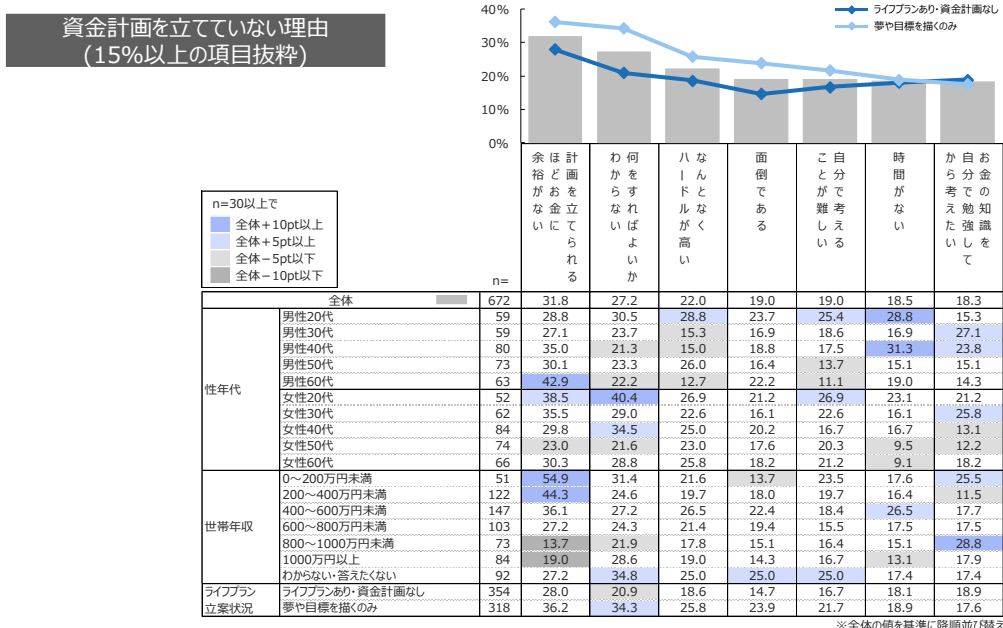 資金計画を立てていない理由
(15%以上の項目抜粋)
40%
30%
20%
10%
0%
ライフプランあり・資金計画なし
夢や目標を描くのみ
計画を立てられるほどお金に余裕がない
何をすればよいかわからない
なんとなくハードルが高い
面倒である
自分で考えることが難しい
時間がない
お金の知識を自分で勉強してから考えたい
n=30以上で
全体+10pt以上
全体+5pt以上
全体-5pt以下
全体-10pt以下
n=
全体 672 31.8 27.2 22.0 19.0 19.0 18.5 18.3
性年代
男性20代 59 28.8 30.5 28.8 23.7 25.4 28.8 15.3
男性30代 59 27.1 23.7 15.3 16.9 18.6 16.9 27.1
男性40代 80 35.0 21.3 15.0 18.8 17.5 31.3 23.8
男性50代 73 30.1 23.3 26.0 16.4 13.7 15.1 15.1
男性60代 63 42.9 22.2 12.7 22.2 11.1 19.0 14.3
女性20代 52 38.5 40.4 26.9 21.2 26.9 23.1 21.2
女性30代 62 35.5 29.0 22.6 16.1 22.6 16.1 25.8
女性40代 84 29.8 34.5 25.0 20.2 16.7 16.7 13.1
女性50代 74 23.0 21.6 23.0 17.6 20.3 9.5 12.2
女性60代 66 30.3 28.8 25.8 18.2 21.2 9.1 18.2
世帯年収
0～200万円未満 51 54.9 31.4 21.6 13.7 23.5 17.6 25.5
200～400万円未満 122 44.3 24.6 19.7 18.0 19.7 16.4 11.5
400～600万円未満 147 36.1 27.2 26.5 22.4 18.4 26.5 17.7
600～800万円未満 103 27.2 24.3 21.4 19.4 15.5 17.5 17.5
800～1000万円未満 73 13.7 21.9 17.8 15.1 16.4 15.1 28.8
1000万円以上 84 19.0 28.6 19.0 14.3 16.7 13.1 17.9
わからない・答えたくない 92 27.2 34.8 25.0 25.0 25.0 17.4 17.4
ライフプラン
立案状況
ライフプランあり・資金計画なし 354 28.0 20.9 18.6 14.7 16.7 18.1 18.9
夢や目標を描くのみ 318 36.2 34.3 25.8 23.9 21.7 18.9 17.6
※全体の値を基準に降順並び替え